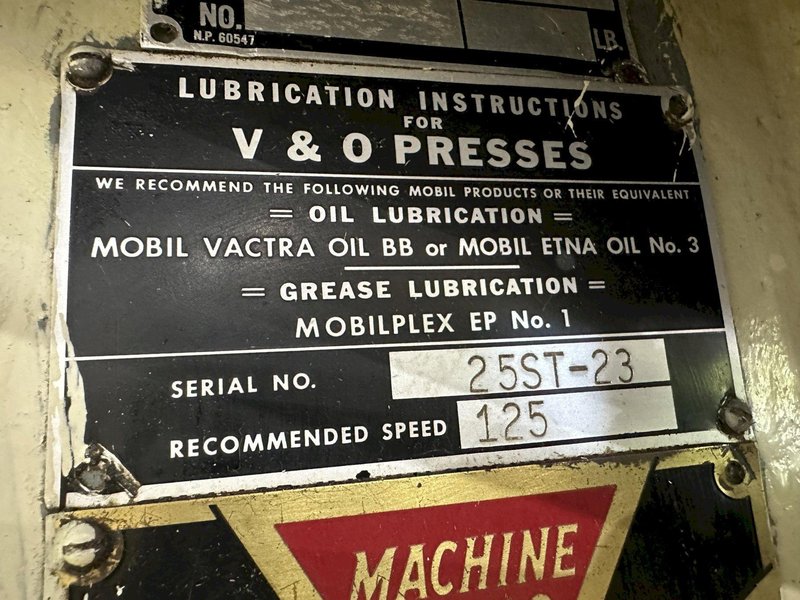 NO.
N.P. 60547
LB.
LUBRICATION INSTRUCTIONS
FOR
V & O PRESSES
WE RECOMMEND THE FOLLOWING MOBIL PRODUCTS OR THEIR EQUIVALENT
= OIL LUBRICATION =
MOBIL VACTRA OIL BB or MOBIL ETNA OIL No. 3
= GREASE LUBRICATION =
MOBILPLEX EP No. 1
SERIAL NO. 25ST-23
RECOMMENDED SPEED 125
MACHINE